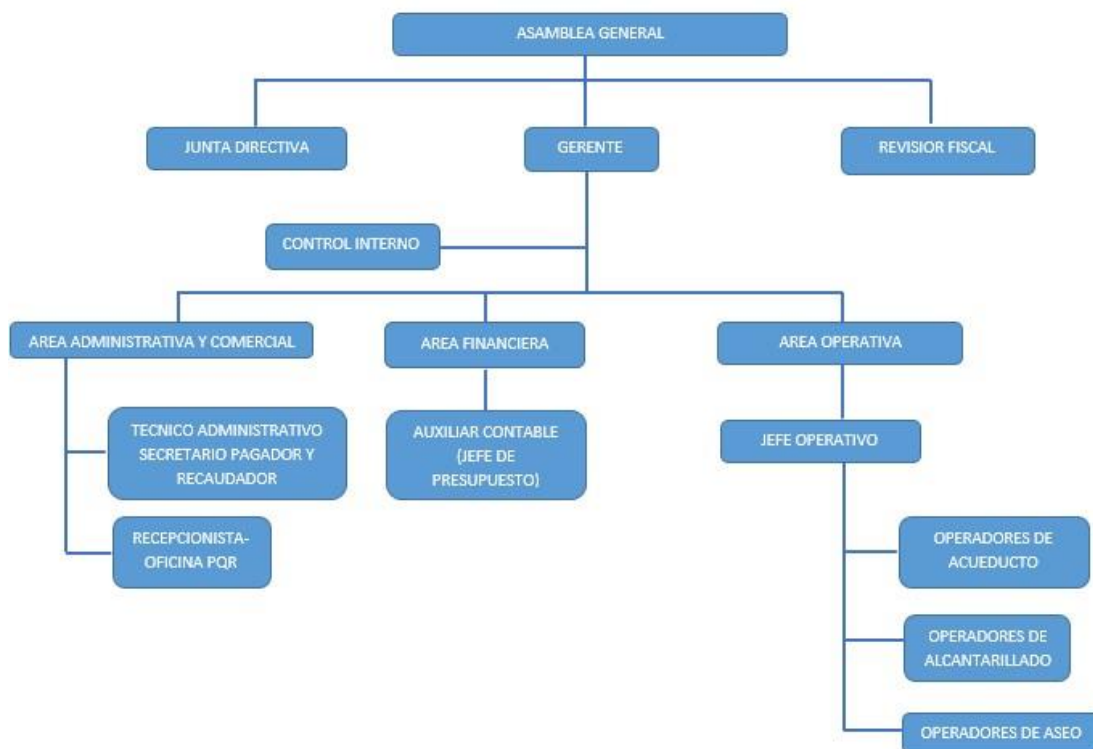 ASAMBLEA GENERAL
JUNTA DIRECTIVA
GERENTE
REVISIOR FISCAL
CONTROL INTERNO
AREA ADMINISTRATIVA Y COMERCIAL
AREA FINANCIERA
AREA OPERATIVA
TECNICO ADMINISTRATIVO
SECRETARIO PAGADOR Y
RECAUDADOR
AUXILIAR CONTABLE
(JEFE DE
PRESUPUESTO)
JEFE OPERATIVO
RECEPCIONISTA-
OFICINA PQR
OPERADORES DE
ACUEDUCTO
OPERADORES DE
ALCANTARILLADO
OPERADORES DE ASEO